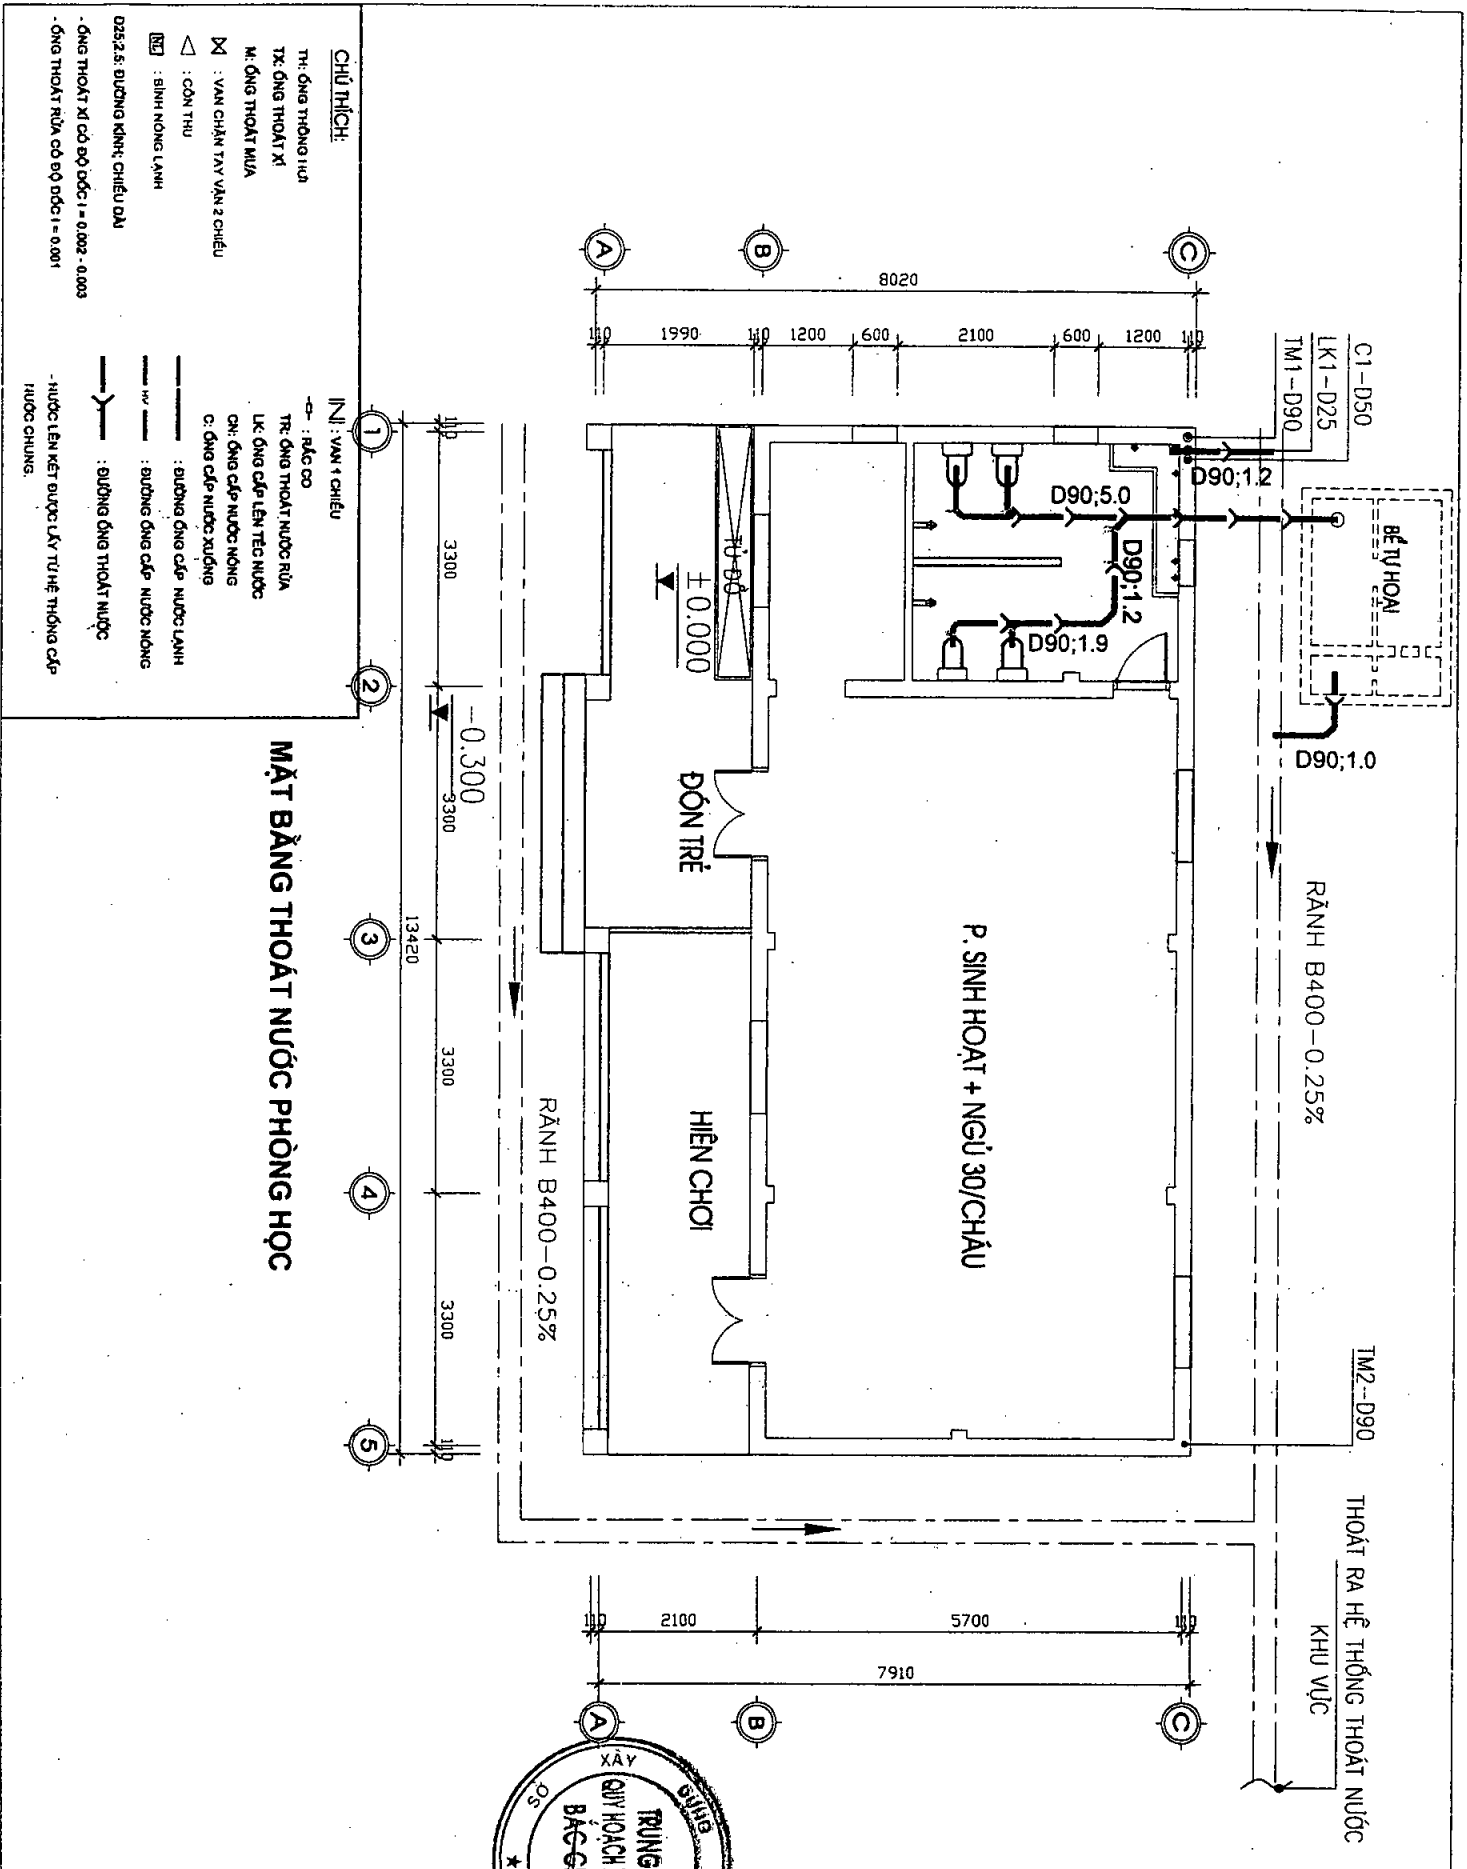 C1-D50
LK1-D25
TM1-D90
BỂ TỰ HOẠI
D90;1.2
D90;5.0
D90;1.2
D90;1.9
D90;1.0
RÃNH B400-0.25%
TM2-D90
THOÁT RA HỆ THỐNG THOÁT NƯỚC
KHU VỰC
C
B
A
8020
110
1200
600
2100
600
1200
110
1990
110
TỦ ĐỒ
±0.000
ĐÓN TRẺ
P. SINH HOẠT + NGỦ 30/CHÁU
HIÊN CHƠI
-0.300
RÃNH B400-0.25%
110
3300
3300
3300
3300
110
13420
1
2
3
4
5
110
5700
2100
110
7910
C
B
A
MẶT BẰNG THOÁT NƯỚC PHÒNG HỌC
CHÚ THÍCH:
TH: ỐNG THÔNG HƠI
TX: ỐNG THOÁT XÍ
M: ỐNG THOÁT MƯA
: VAN CHẶN TAY VẶN 2 CHIỀU
: CÔN THU
NL : BÌNH NÓNG LẠNH
D25;2.5: ĐƯỜNG KÍNH; CHIỀU DÀI
- ỐNG THOÁT XÍ CÓ ĐỘ DỐC i = 0.002 - 0.003
- ỐNG THOÁT RỬA CÓ ĐỘ DỐC i = 0.001
: VAN 1 CHIỀU
: RẮC CO
TR: ỐNG THOÁT NƯỚC RỬA
LK: ỐNG CẤP LÊN TÉC NƯỚC
CN: ỐNG CẤP NƯỚC NÓNG
C: ỐNG CẤP NƯỚC XUỐNG
: ĐƯỜNG ỐNG CẤP NƯỚC LẠNH
HV : ĐƯỜNG ỐNG CẤP NƯỚC NÓNG
: ĐƯỜNG ỐNG THOÁT NƯỚC
- NƯỚC LÊN KÉT ĐƯỢC LẤY TỪ HỆ THỐNG CẤP
NƯỚC CHUNG.
SỞ XÂY DỰNG
TRUNG
QUY HOẠCH
BẮC G